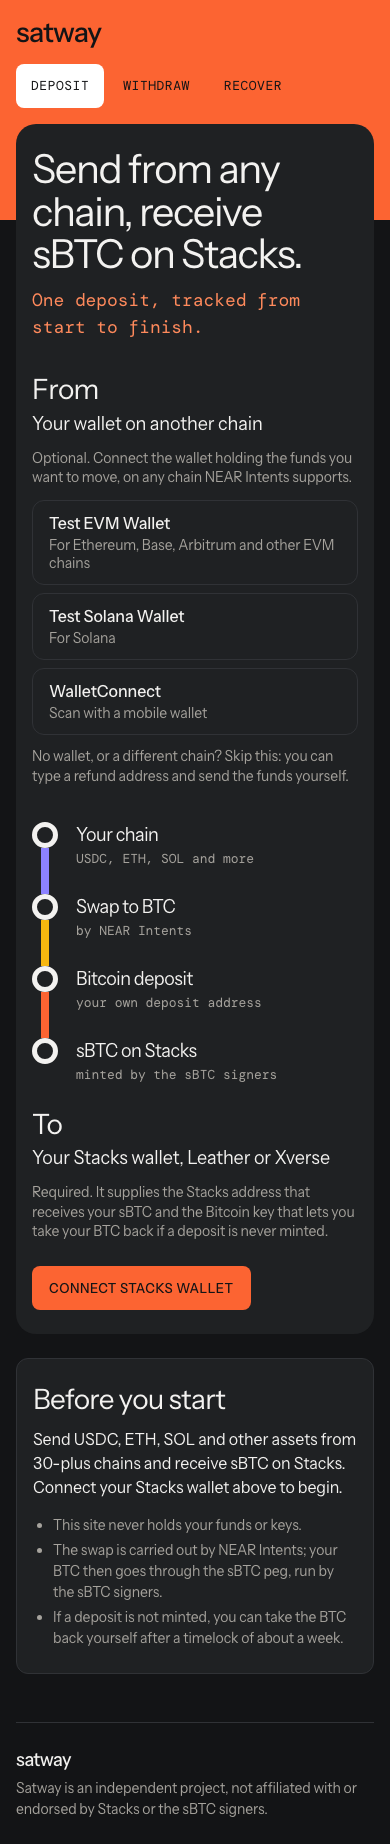 satway
DEPOSIT WITHDRAW RECOVER
Send from any
chain, receive
sBTC on Stacks.
One deposit, tracked from
start to finish.
From
Your wallet on another chain
Optional. Connect the wallet holding the funds you
want to move, on any chain NEAR Intents supports.
Test EVM Wallet
For Ethereum, Base, Arbitrum and other EVM
chains
Test Solana Wallet
For Solana
WalletConnect
Scan with a mobile wallet
No wallet, or a different chain? Skip this: you can
type a refund address and send the funds yourself.
Your chain
USDC, ETH, SOL and more
Swap to BTC
by NEAR Intents
Bitcoin deposit
your own deposit address
sBTC on Stacks
minted by the sBTC signers
To
Your Stacks wallet, Leather or Xverse
Required. It supplies the Stacks address that
receives your sBTC and the Bitcoin key that lets you
take your BTC back if a deposit is never minted.
CONNECT STACKS WALLET
Before you start
Send USDC, ETH, SOL and other assets from
30-plus chains and receive sBTC on Stacks.
Connect your Stacks wallet above to begin.
• This site never holds your funds or keys.
• The swap is carried out by NEAR Intents; your
BTC then goes through the sBTC peg, run by
the sBTC signers.
• If a deposit is not minted, you can take the BTC
back yourself after a timelock of about a week.
satway
Satway is an independent project, not affiliated with or
endorsed by Stacks or the sBTC signers.